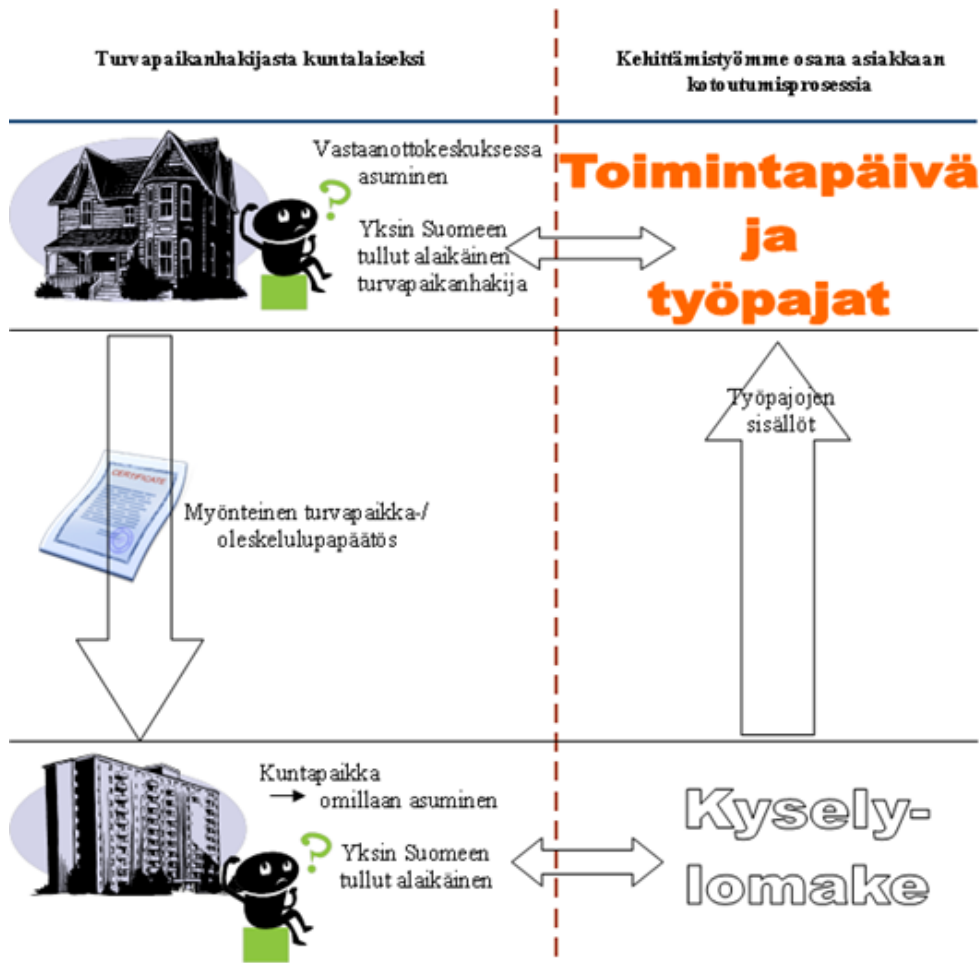 Turvapaikanhakijasta kuntalaiseksi
Kehittämistyömme osana asiakkaan
kotoutumisprosessia
Vastaanottokeskuksessa
asuminen
?
Yksin Suomeen
tullut alaikäinen
turvapaikanhakija
Toimintapäivä
ja
työpajat
Työpajojen
sisällöt
CERTIFICATE
Myönteinen turvapaikka-/
oleskelulupapäätös
Kuntapaikka
omillaan asuminen
?
Yksin Suomeen
tullut alaikäinen
Kysely-
lomake